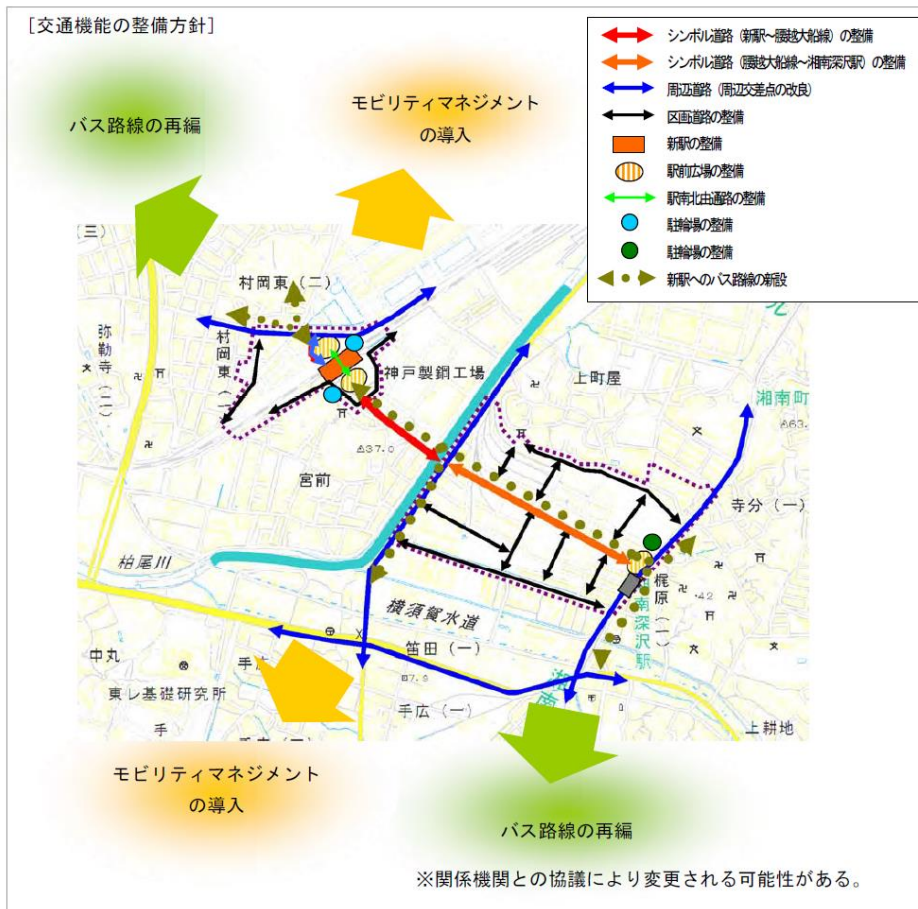 ［交通機能の整備方針］
シンボル道路（新駅～腰越大船線）の整備
シンボル道路（腰越大船線～湘南深沢駅）の整備
周辺道路（周辺交差点の改良）
区画道路の整備
新駅の整備
駅前広場の整備
駅南北自由通路の整備
駐輪場の整備
駐輪場の整備
新駅へのバス路線の新設
バス路線の再編
モビリティマネジメント
の導入
（三）
村岡東（二）
弥勒寺（二）
村岡東（一）
神戸製鋼工場
上町屋
湘南町
△63.
△37.0
宮前
寺分（一）
柏尾川
横須賀水道
梶原（一）
湘南深沢駅
笛田（一）
中丸
東レ基礎研究所
手
手広（一）
上耕地
モビリティマネジメント
の導入
バス路線の再編
※関係機関との協議により変更される可能性がある。